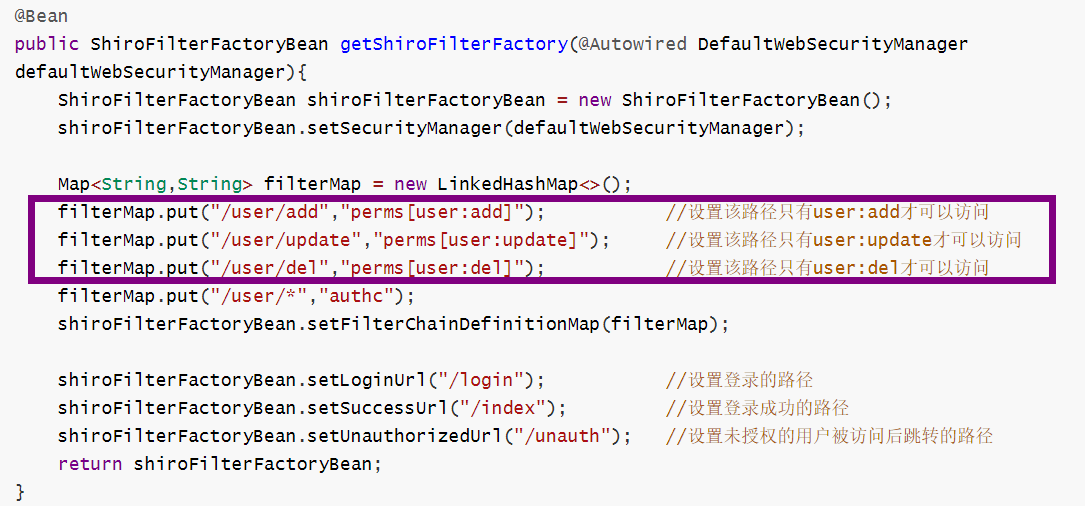 @Bean
public ShiroFilterFactoryBean getShiroFilterFactory(@Autowired DefaultWebSecurityManager
defaultWebSecurityManager){
    ShiroFilterFactoryBean shiroFilterFactoryBean = new ShiroFilterFactoryBean();
    shiroFilterFactoryBean.setSecurityManager(defaultWebSecurityManager);
    Map<String,String> filterMap = new LinkedHashMap<>();
    filterMap.put("/user/add","perms[user:add]");           //设置该路径只有user:add才可以访问
    filterMap.put("/user/update","perms[user:update]");     //设置该路径只有user:update才可以访问
    filterMap.put("/user/del","perms[user:del]");           //设置该路径只有user:del才可以访问
    filterMap.put("/user/*","authc");
    shiroFilterFactoryBean.setFilterChainDefinitionMap(filterMap);
    shiroFilterFactoryBean.setLoginUrl("/login");           //设置登录的路径
    shiroFilterFactoryBean.setSuccessUrl("/index");         //设置登录成功的路径
    shiroFilterFactoryBean.setUnauthorizedUrl("/unauth");   //设置未授权的用户被访问后跳转的路径
    return shiroFilterFactoryBean;
}